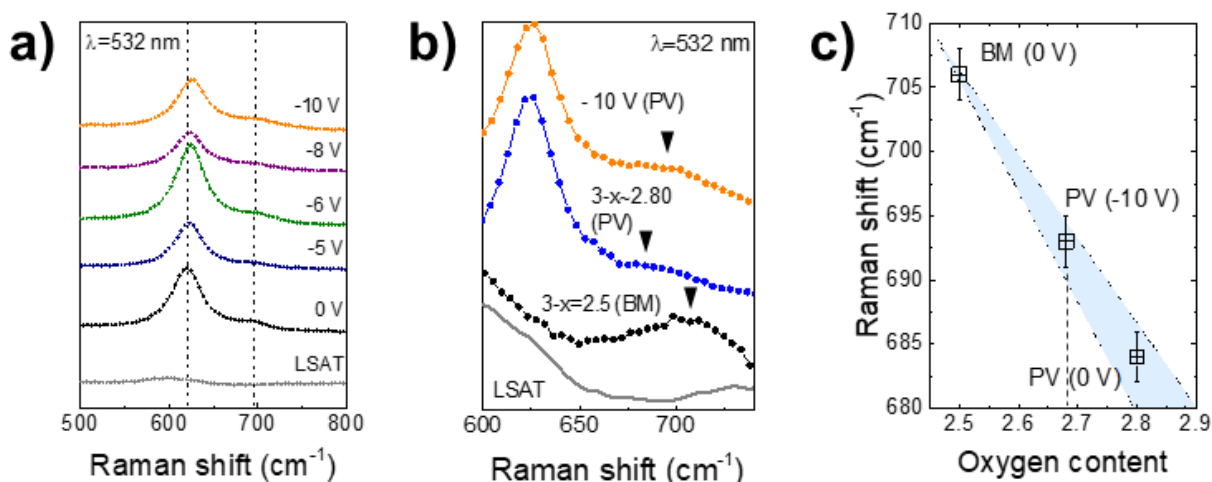 a)
λ=532 nm
-10 V
-8 V
-6 V
-5 V
0 V
LSAT
500
600
700
800
Raman shift (cm-1)
b)
λ=532 nm
- 10 V (PV)
3-x~2.80
(PV)
3-x=2.5 (BM)
LSAT
600
650
700
Raman shift (cm-1)
c)
710
705
700
695
690
685
680
Raman shift (cm-1)
BM (0 V)
PV (-10 V)
PV (0 V)
2.5
2.6
2.7
2.8
2.9
Oxygen content